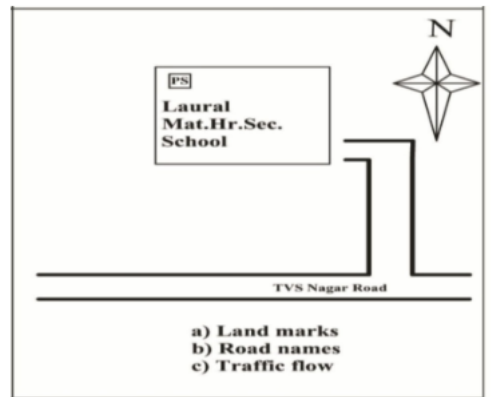 N
PS
Laural
Mat.Hr.Sec.
School
TVS Nagar Road
a) Land marks
b) Road names
c) Traffic flow